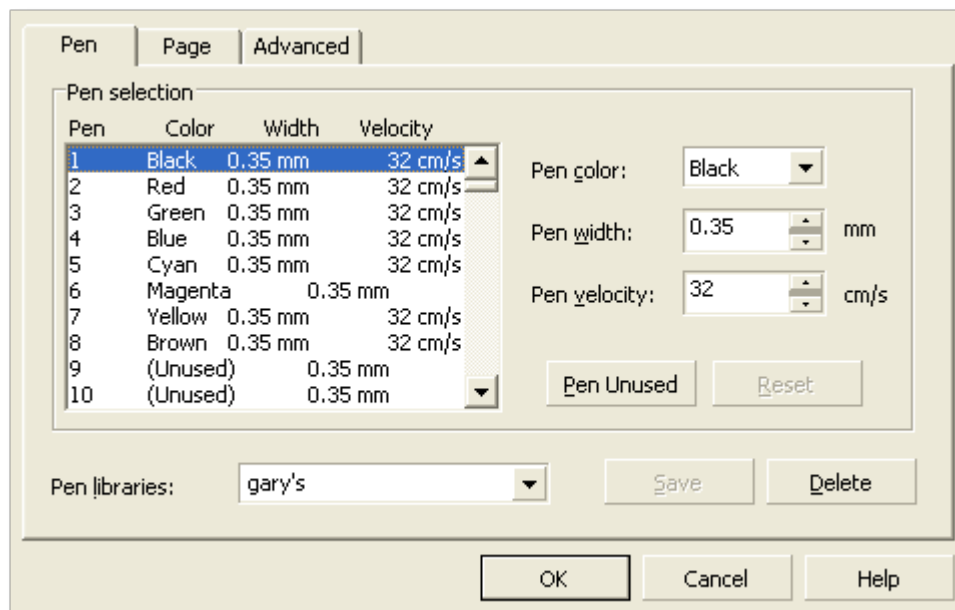 Pen Page Advanced
Pen selection
Pen Color Width Velocity
1 Black 0.35 mm 32 cm/s
2 Red 0.35 mm 32 cm/s
3 Green 0.35 mm 32 cm/s
4 Blue 0.35 mm 32 cm/s
5 Cyan 0.35 mm 32 cm/s
6 Magenta 0.35 mm
7 Yellow 0.35 mm 32 cm/s
8 Brown 0.35 mm 32 cm/s
9 (Unused) 0.35 mm
10 (Unused) 0.35 mm
Pen color: Black
Pen width: 0.35 mm
Pen velocity: 32 cm/s
Pen Unused Reset
Pen libraries: gary's Save Delete
OK Cancel Help